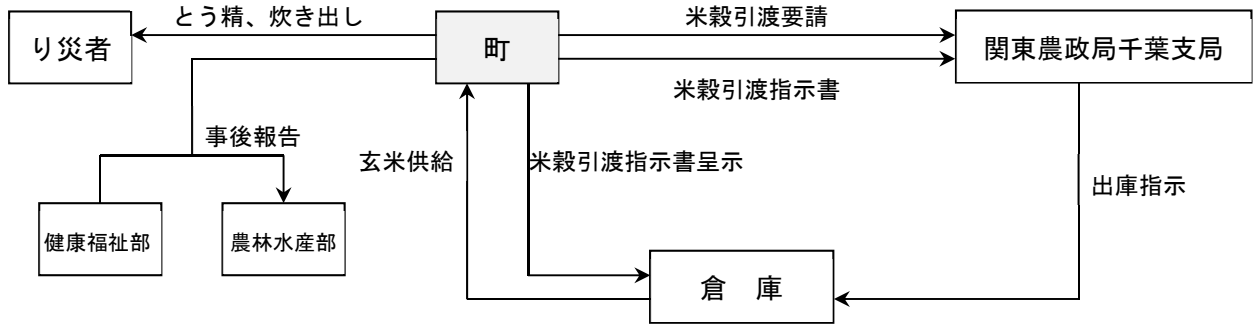 とう精、炊き出し
米穀引渡要請
り災者
町
関東農政局千葉支局
米穀引渡指示書
事後報告
玄米供給
米穀引渡指示書呈示
出庫指示
健康福祉部
農林水産部
倉　庫